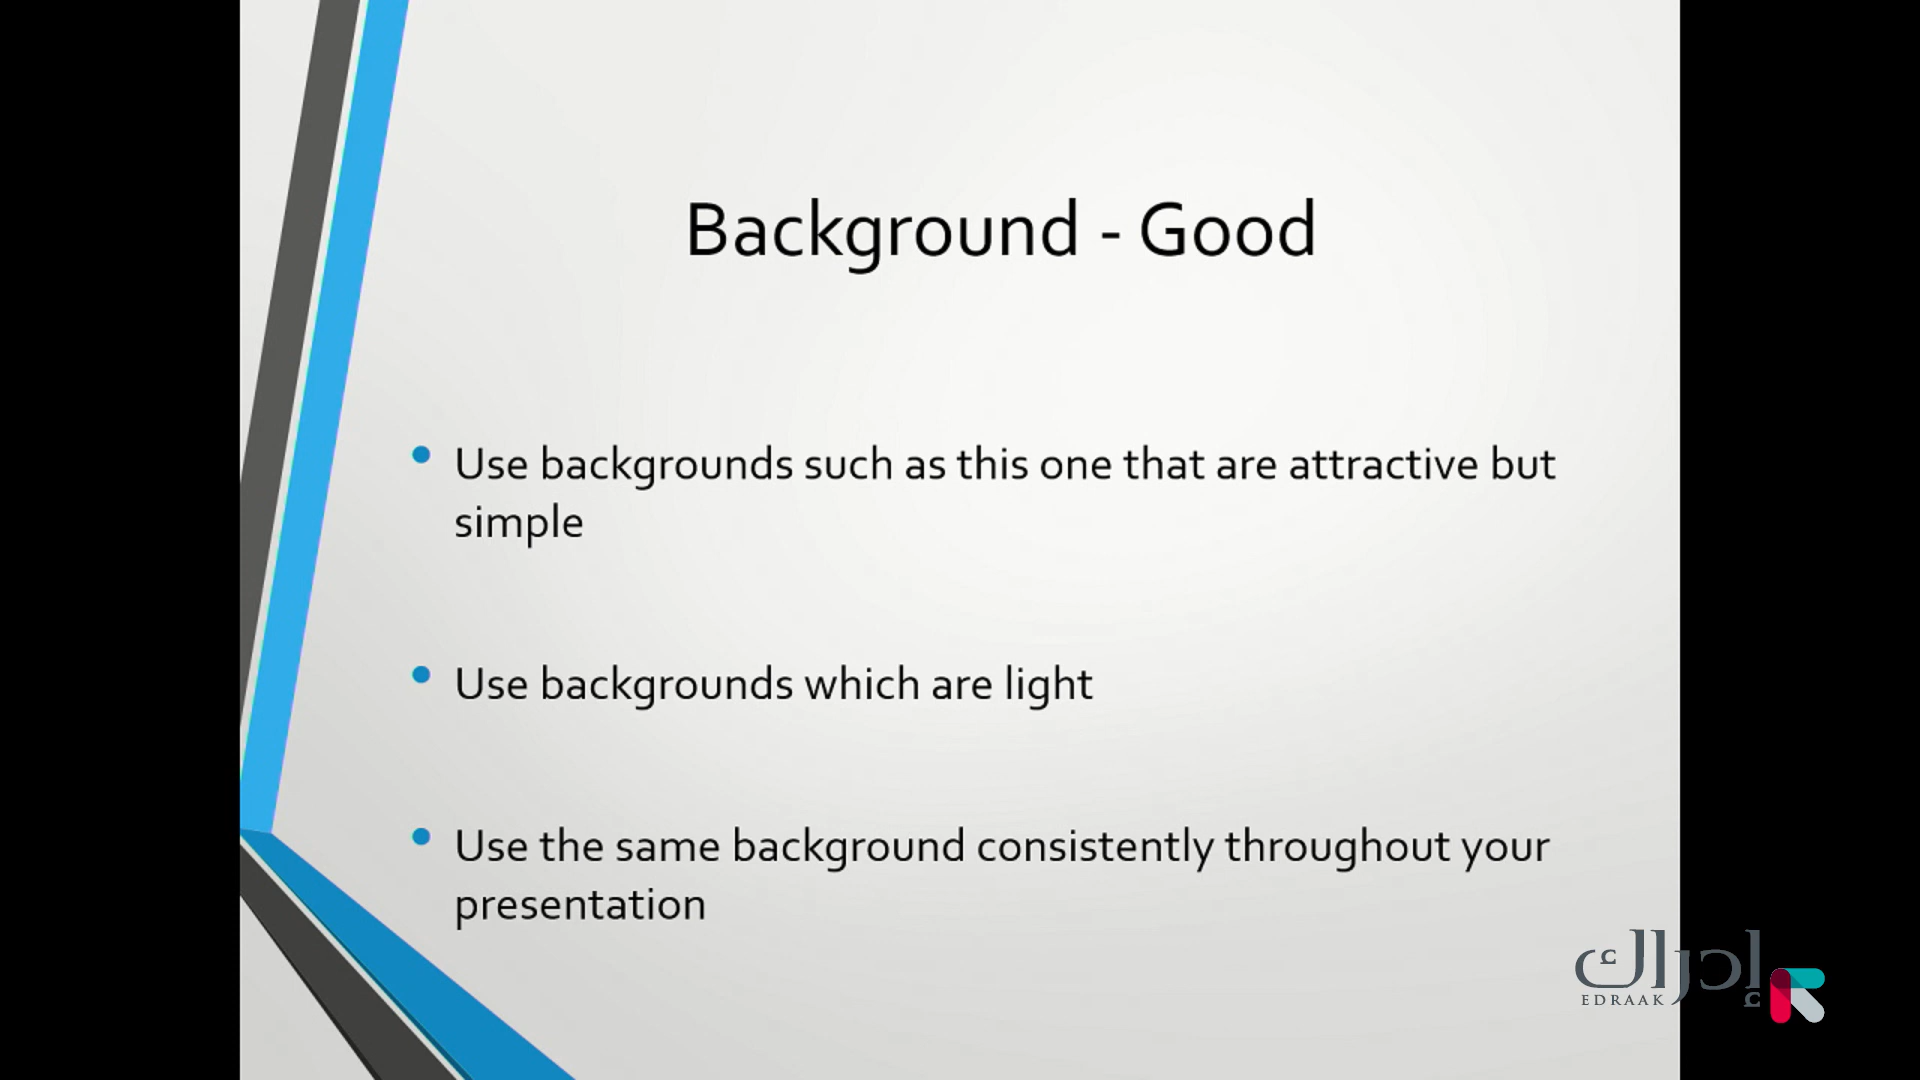 Background - Good
• Use backgrounds such as this one that are attractive but
simple
• Use backgrounds which are light
• Use the same background consistently throughout your
presentation
إدراك
EDRAAK